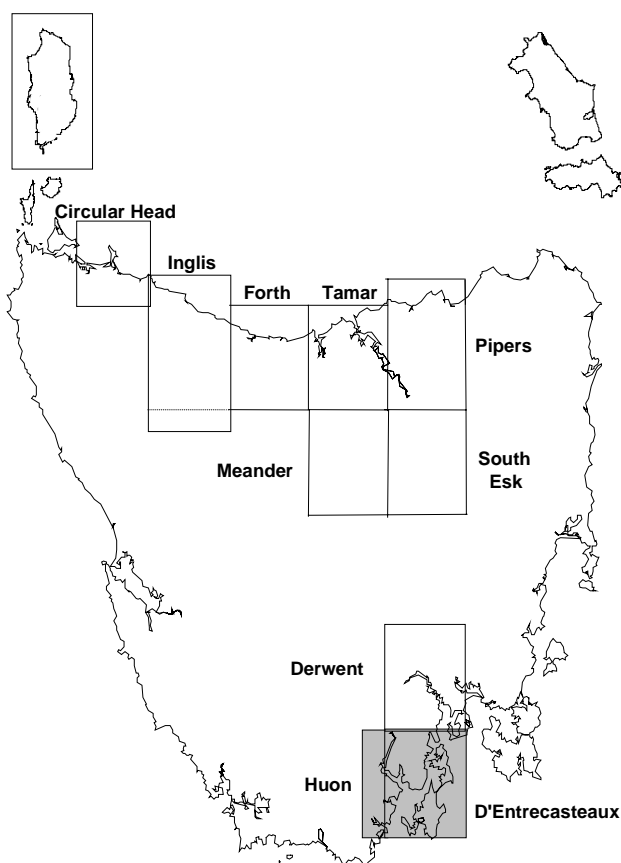 Circular Head
Inglis
Forth
Tamar
Pipers
Meander
South
Esk
Derwent
Huon
D'Entrecasteaux